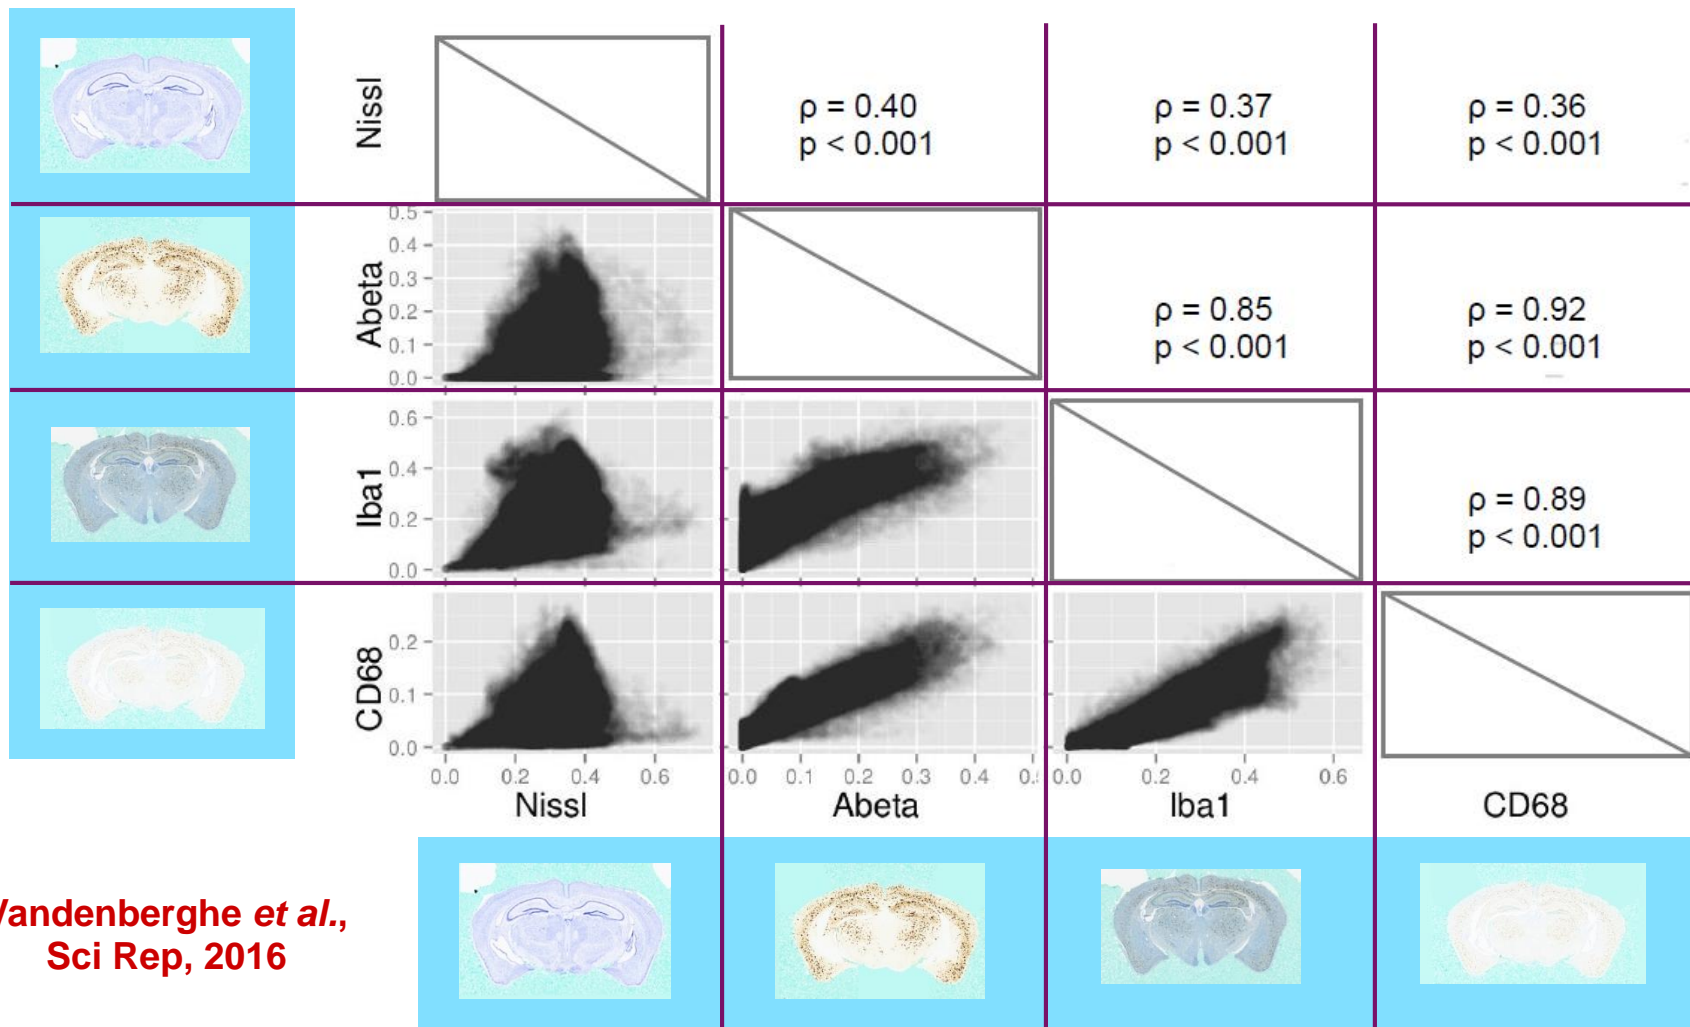 Nissl
ρ = 0.40
p < 0.001
ρ = 0.37
p < 0.001
ρ = 0.36
p < 0.001
Abeta
0.5
0.4
0.3
0.2
0.1
0.0
ρ = 0.85
p < 0.001
ρ = 0.92
p < 0.001
Iba1
0.6
0.4
0.2
0.0
ρ = 0.89
p < 0.001
CD68
0.2
0.1
0.0
0.0 0.2 0.4 0.6
0.0 0.1 0.2 0.3 0.4
0.0 0.2 0.4 0.6
Nissl Abeta Iba1 CD68
et al.,
Sci Rep, 2016